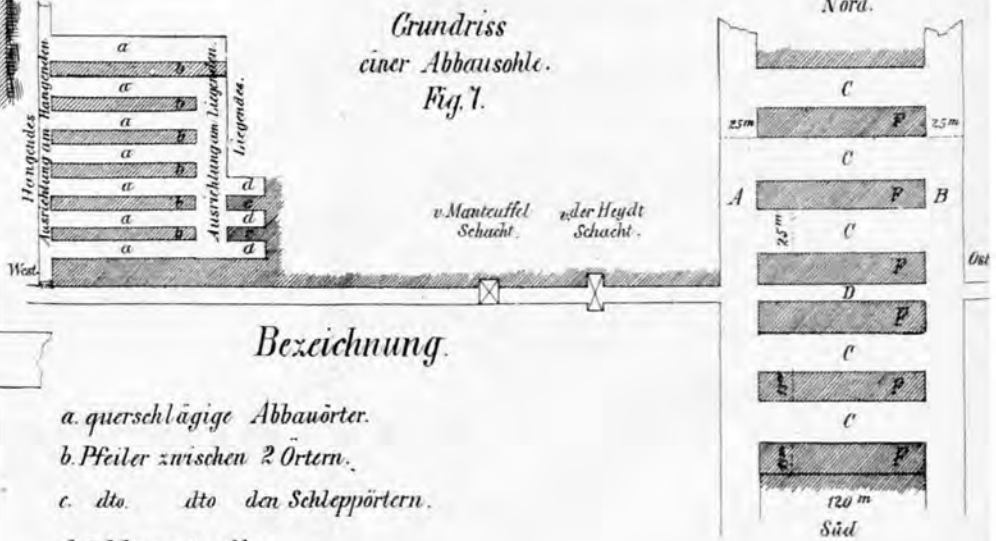 Grundriss
einer Abbausohle.
Fig. 1.
Hangendes
Ausrichtung am Hangenden
a
b
a
b
a
b
a
b
a
b
a
b
a
Ausrichtung am Liegenden.
Liegendes.
d
e
d
e
d
West.
v. Manteuffel
Schacht.
v. der Heydt
Schacht.
Nord.
C
25m
F
25m
C
A
F
B
25m
C
F
Ost
D
F
C
F
C
F
120 m
Süd
Bezeichnung.
a. querschlägige Abbauörter.
b. Pfeiler zwischen 2 Örtern.
c. dto. dto den Schleppörtern.